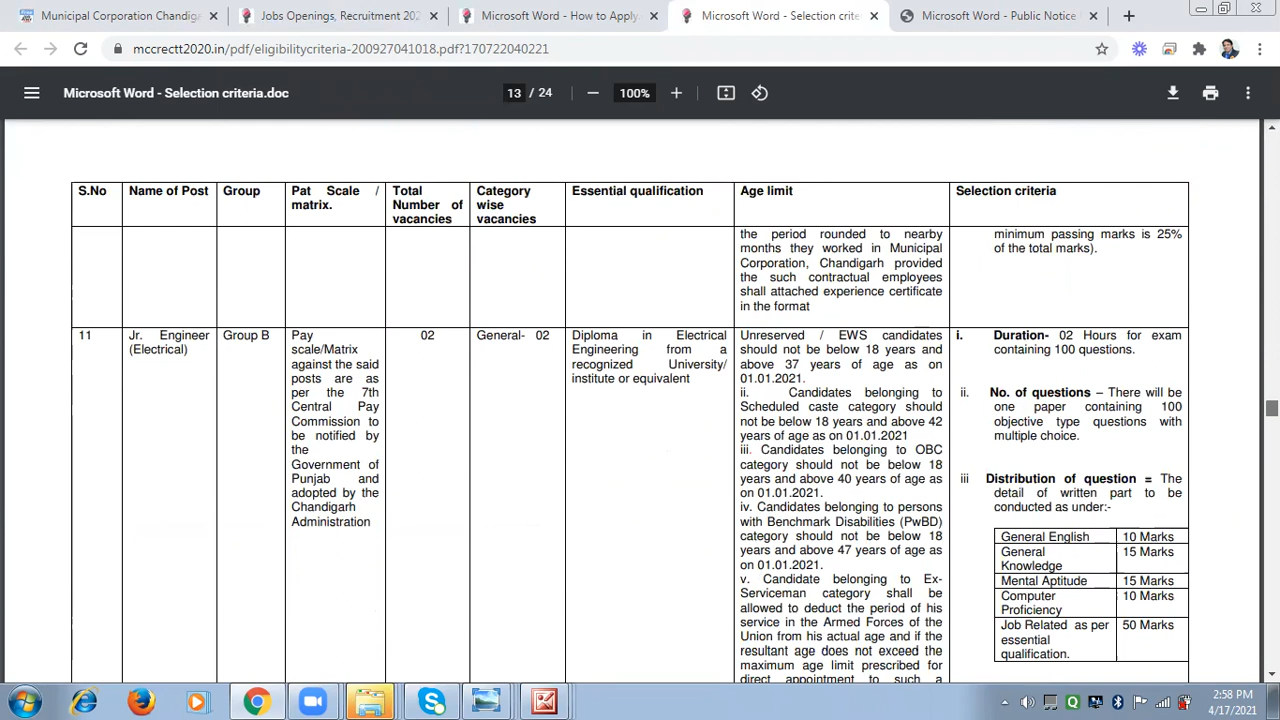 Municipal Corporation Chandig
Jobs Openings, Recruitment 202
Microsoft Word - How to Apply.
Microsoft Word - Selection crite
Microsoft Word - Public Notice
mccrectt2020.in/pdf/eligibilitycriteria-200927041018.pdf?170722040221
Microsoft Word - Selection criteria.doc
13 / 24
100%
S.No
Name of Post
Group
Pat Scale /
matrix.
Total
Number of
vacancies
Category
wise
vacancies
Essential qualification
Age limit
Selection criteria
the period rounded to nearby
months they worked in Municipal
Corporation, Chandigarh provided
the such contractual employees
shall attached experience certificate
in the format
minimum passing marks is 25%
of the total marks).
11
Jr. Engineer
(Electrical)
Group B
Pay
scale/Matrix
against the said
posts are as
per the 7th
Central Pay
Commission to
be notified by
the
Government of
Punjab and
adopted by the
Chandigarh
Administration
02
General- 02
Diploma in Electrical
Engineering from a
recognized University/
institute or equivalent
Unreserved / EWS candidates
should not be below 18 years and
above 37 years of age as on
01.01.2021.
ii. Candidates belonging to
Scheduled caste category should
not be below 18 years and above 42
years of age as on 01.01.2021
iii. Candidates belonging to OBC
category should not be below 18
years and above 40 years of age as
on 01.01.2021.
iv. Candidates belonging to persons
with Benchmark Disabilities (PwBD)
category should not be below 18
years and above 47 years of age as
on 01.01.2021.
v. Candidate belonging to Ex-
Serviceman category shall be
allowed to deduct the period of his
service in the Armed Forces of the
Union from his actual age and if the
resultant age does not exceed the
maximum age limit prescribed for
direct appointment to such a
i. Duration- 02 Hours for exam
containing 100 questions.
ii. No. of questions – There will be
one paper containing 100
objective type questions with
multiple choice.
iii Distribution of question = The
detail of written part to be
conducted as under:-
General English 10 Marks
General
Knowledge 15 Marks
Mental Aptitude 15 Marks
Computer
Proficiency 10 Marks
Job Related as per
essential
qualification. 50 Marks
2:58 PM
4/17/2021